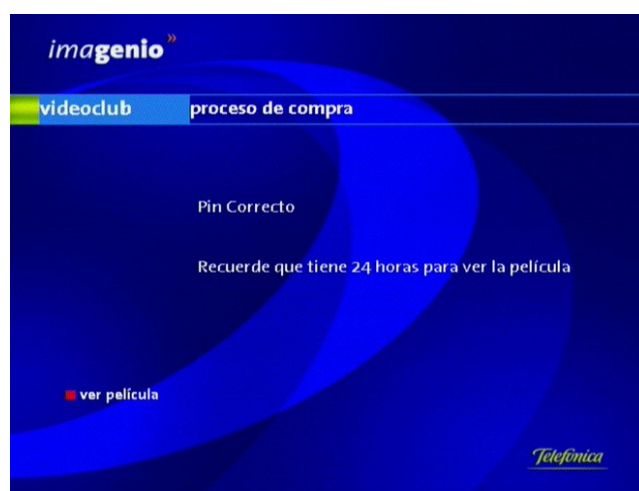 imagenio»
videoclub proceso de compra
Pin Correcto
Recuerde que tiene 24 horas para ver la película
ver película
Telefónica